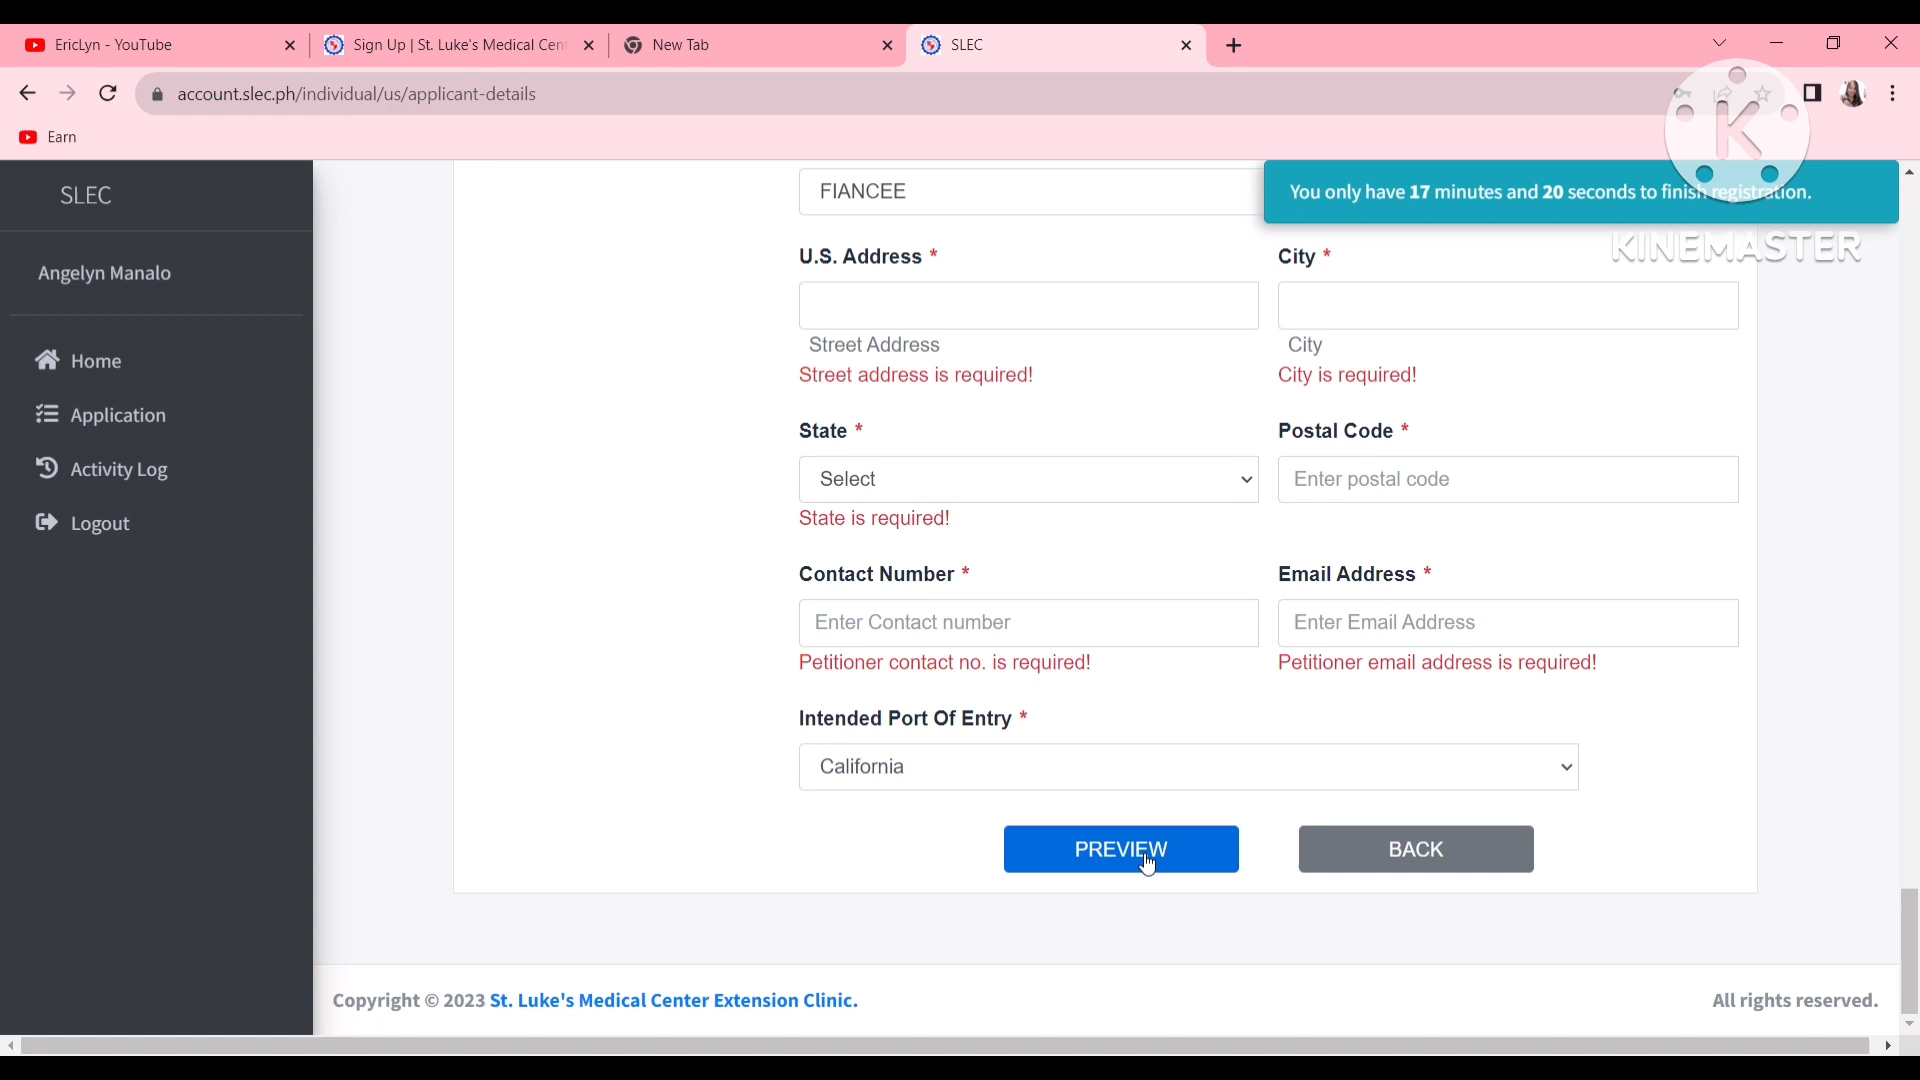 EricLyn - YouTube
Sign Up | St. Luke's Medical Cen
New Tab
SLEC
account.slec.ph/individual/us/applicant-details
Earn
K
KINEMASTER
SLEC
Angelyn Manalo
Home
Application
Activity Log
Logout
You only have 17 minutes and 20 seconds to finish registration.
FIANCEE
U.S. Address *
City *
Street Address
City
Street address is required!
City is required!
State *
Postal Code *
Select
Enter postal code
State is required!
Contact Number *
Email Address *
Enter Contact number
Enter Email Address
Petitioner contact no. is required!
Petitioner email address is required!
Intended Port Of Entry *
California
PREVIEW
BACK
Copyright © 2023 St. Luke's Medical Center Extension Clinic.
All rights reserved.